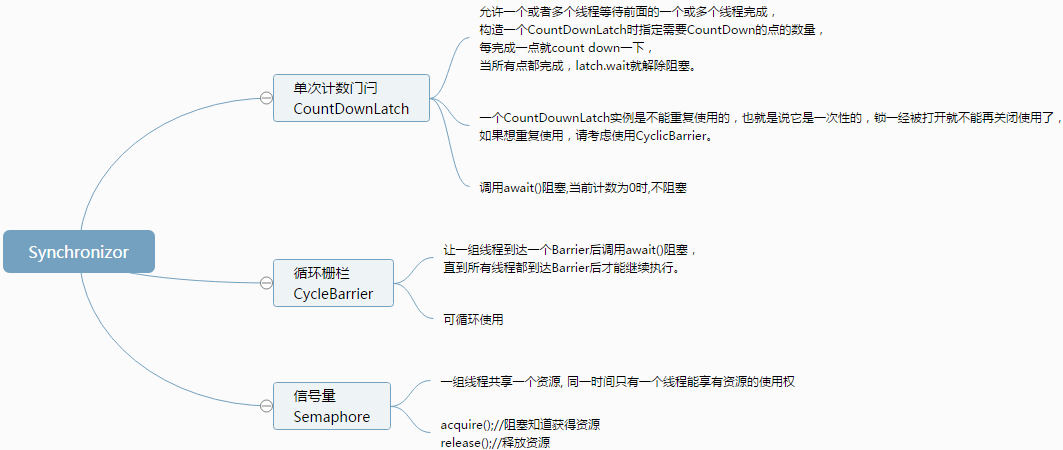 Synchronizor
单次计数门闩
CountDownLatch
允许一个或者多个线程等待前面的一个或多个线程完成，
构造一个CountDownLatch时指定需要CountDown的点的数量，
每完成一点就count down一下，
当所有点都完成，latch.wait就解除阻塞。
一个CountDouwnLatch实例是不能重复使用的，也就是说它是一次性的，锁一经被打开就不能再关闭使用了，
如果想重复使用，请考虑使用CyclicBarrier。
调用await()阻塞,当前计数为0时,不阻塞
循环栅栏
CycleBarrier
让一组线程到达一个Barrier后调用await()阻塞，
直到所有线程都到达Barrier后才能继续执行。
可循环使用
信号量
Semaphore
一组线程共享一个资源, 同一时间只有一个线程能享有资源的使用权
acquire();//阻塞知道获得资源
release();//释放资源